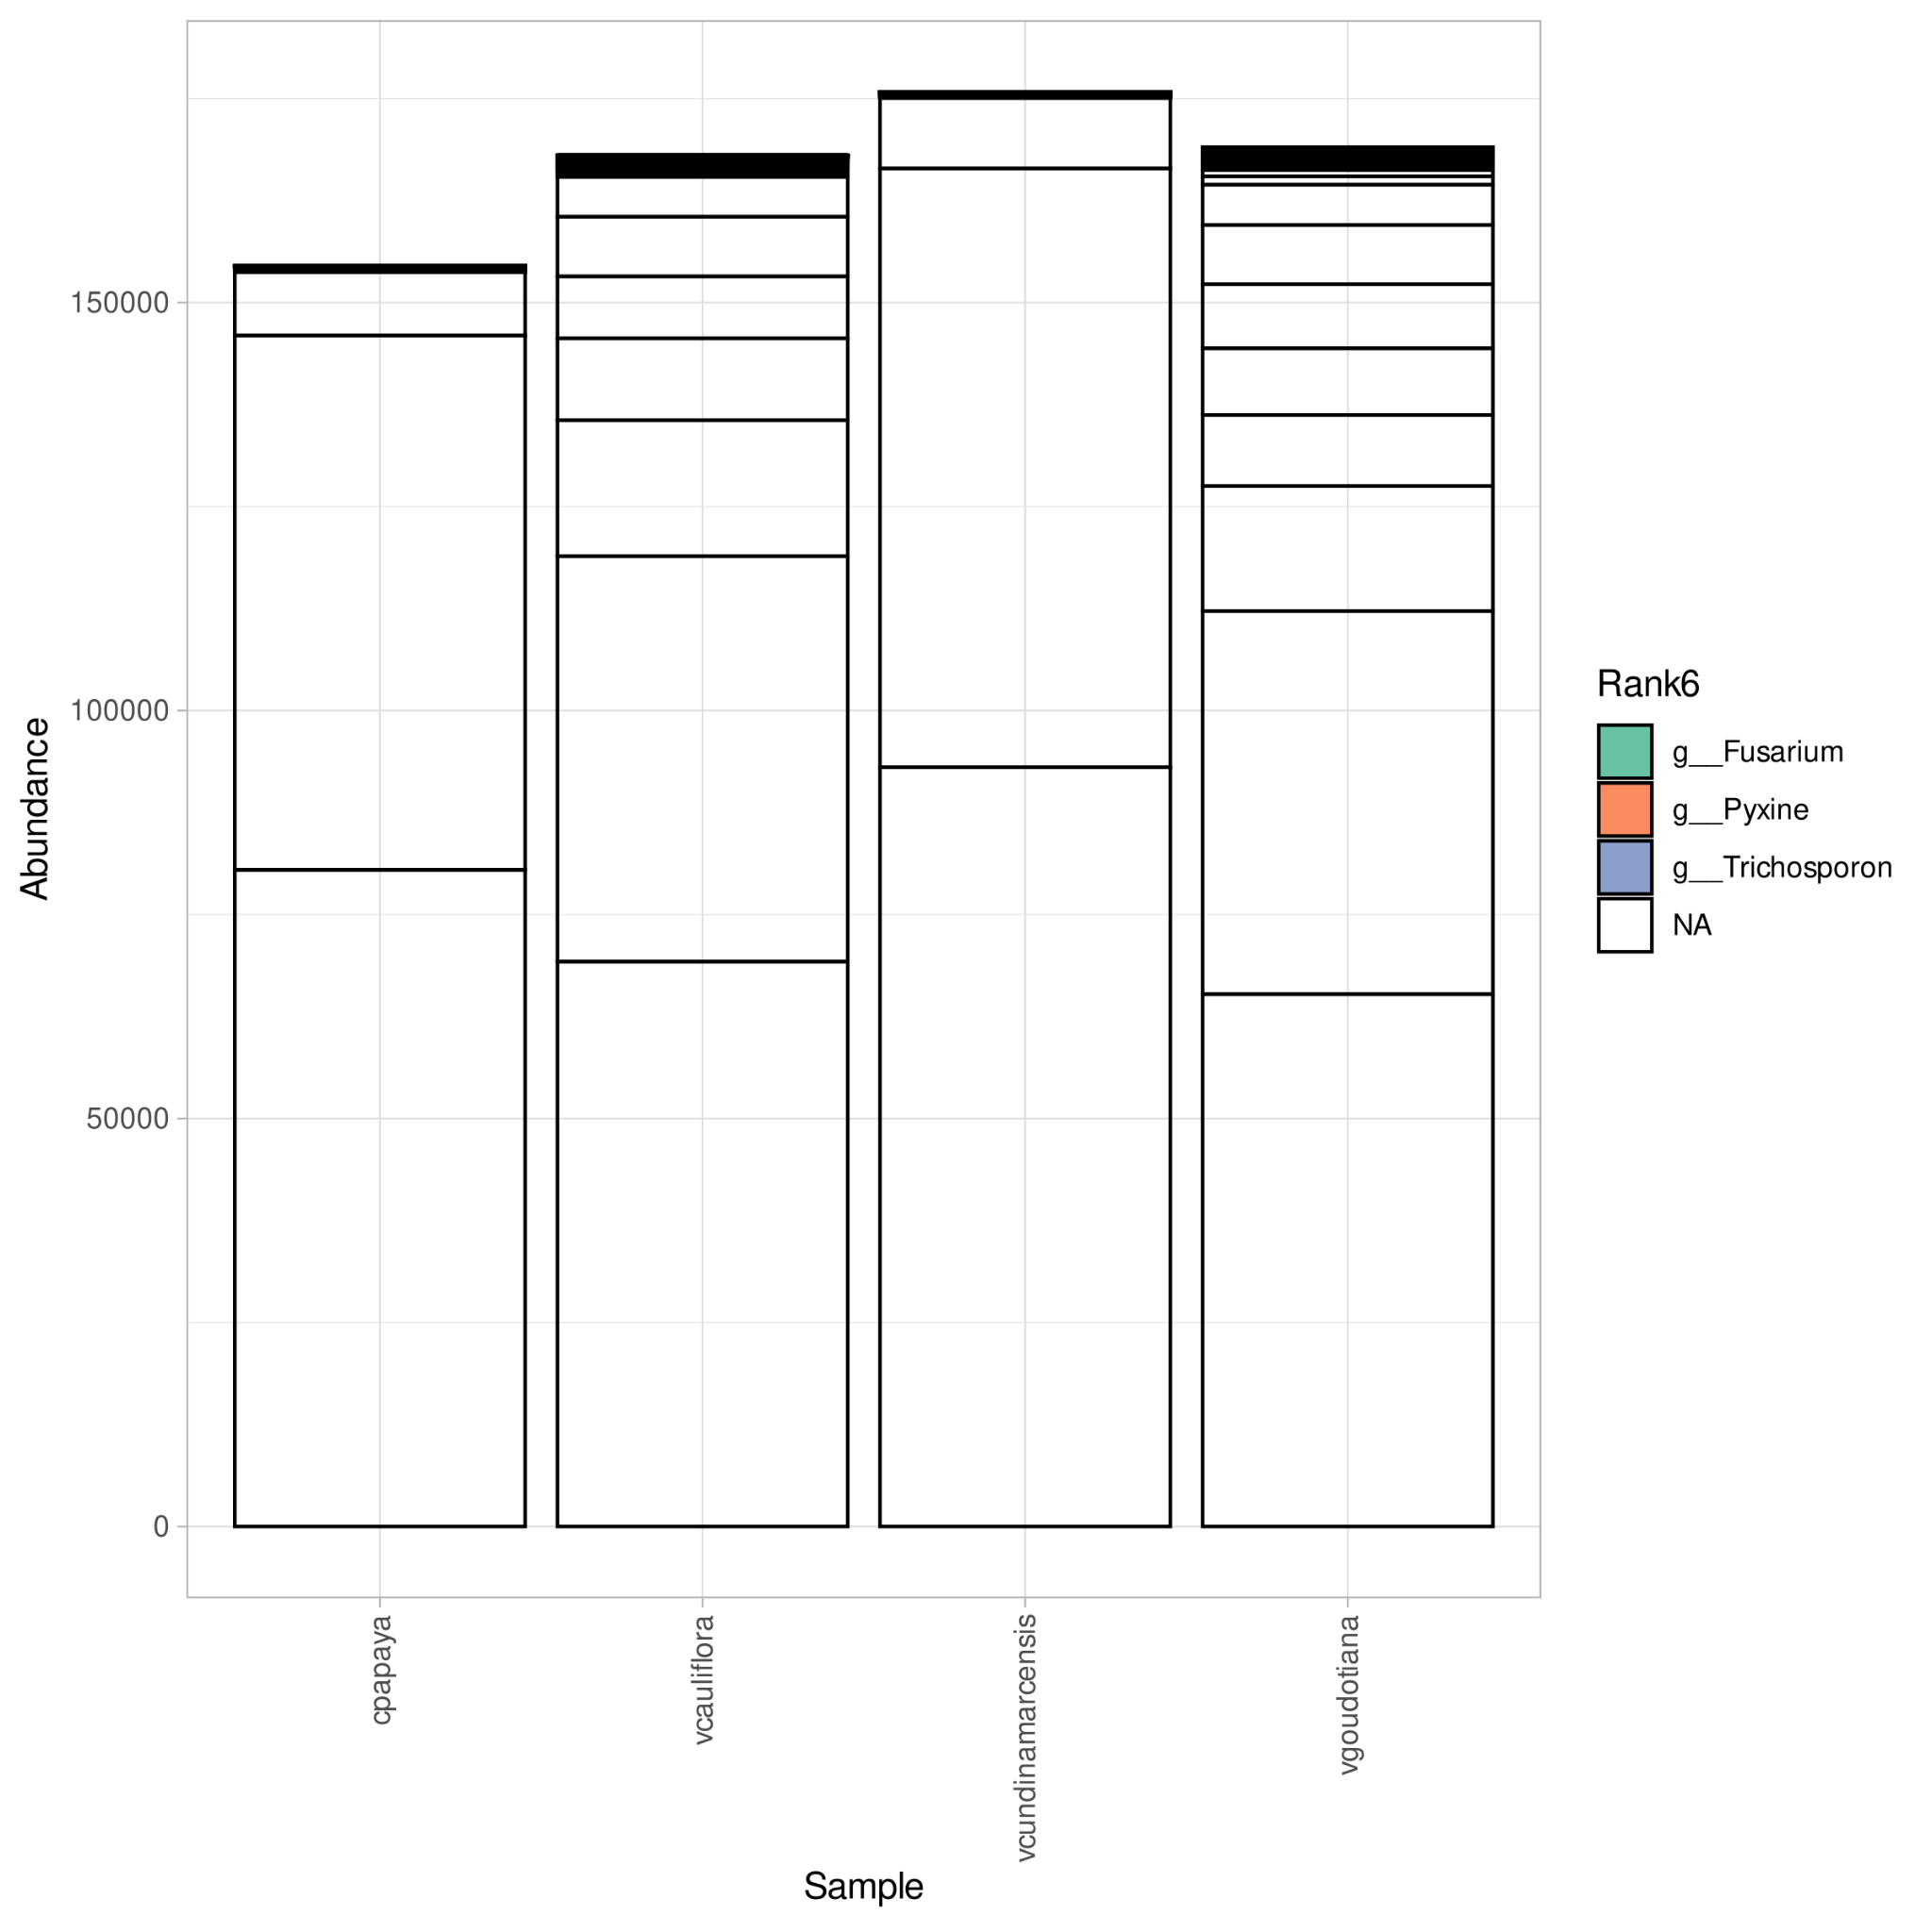 Abundance
150000
100000
50000
0
cpapaya
vcauliflora
vcundinamarcensis
vgoudotiana
Sample
Rank6
g__Fusarium
g__Pyxine
g__Trichosporon
NA